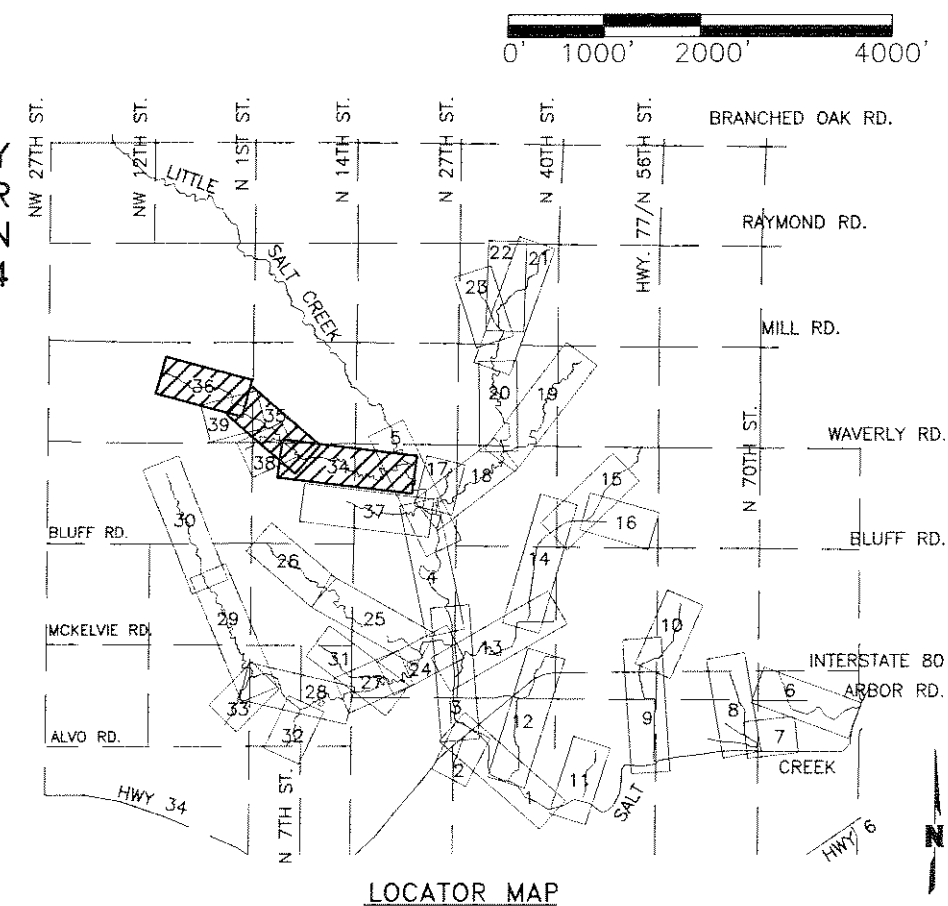 0' 1000' 2000' 4000'
NW 27TH ST.
NW 12TH ST.
N 1ST ST.
N 14TH ST.
N 27TH ST.
N 40TH ST.
HWY. 77/N 56TH ST.
BRANCHED OAK RD.
Y
R
N
4
LITTLE
SALT CREEK
RAYMOND RD.
22
21
23
MILL RD.
36
35
20
19
39
5
WAVERLY RD.
38
34
17
18
N 70TH ST.
15
30
37
16
BLUFF RD.
BLUFF RD.
26
14
4
29
25
10
MCKELVIE RD.
31
24
13
INTERSTATE 80
28
27
6
ARBOR RD.
33
3
12
9
8
ALVO RD.
32
7
2
CREEK
11
1
SALT
HWY 34
N 7TH ST.
HWY 6
N
LOCATOR MAP